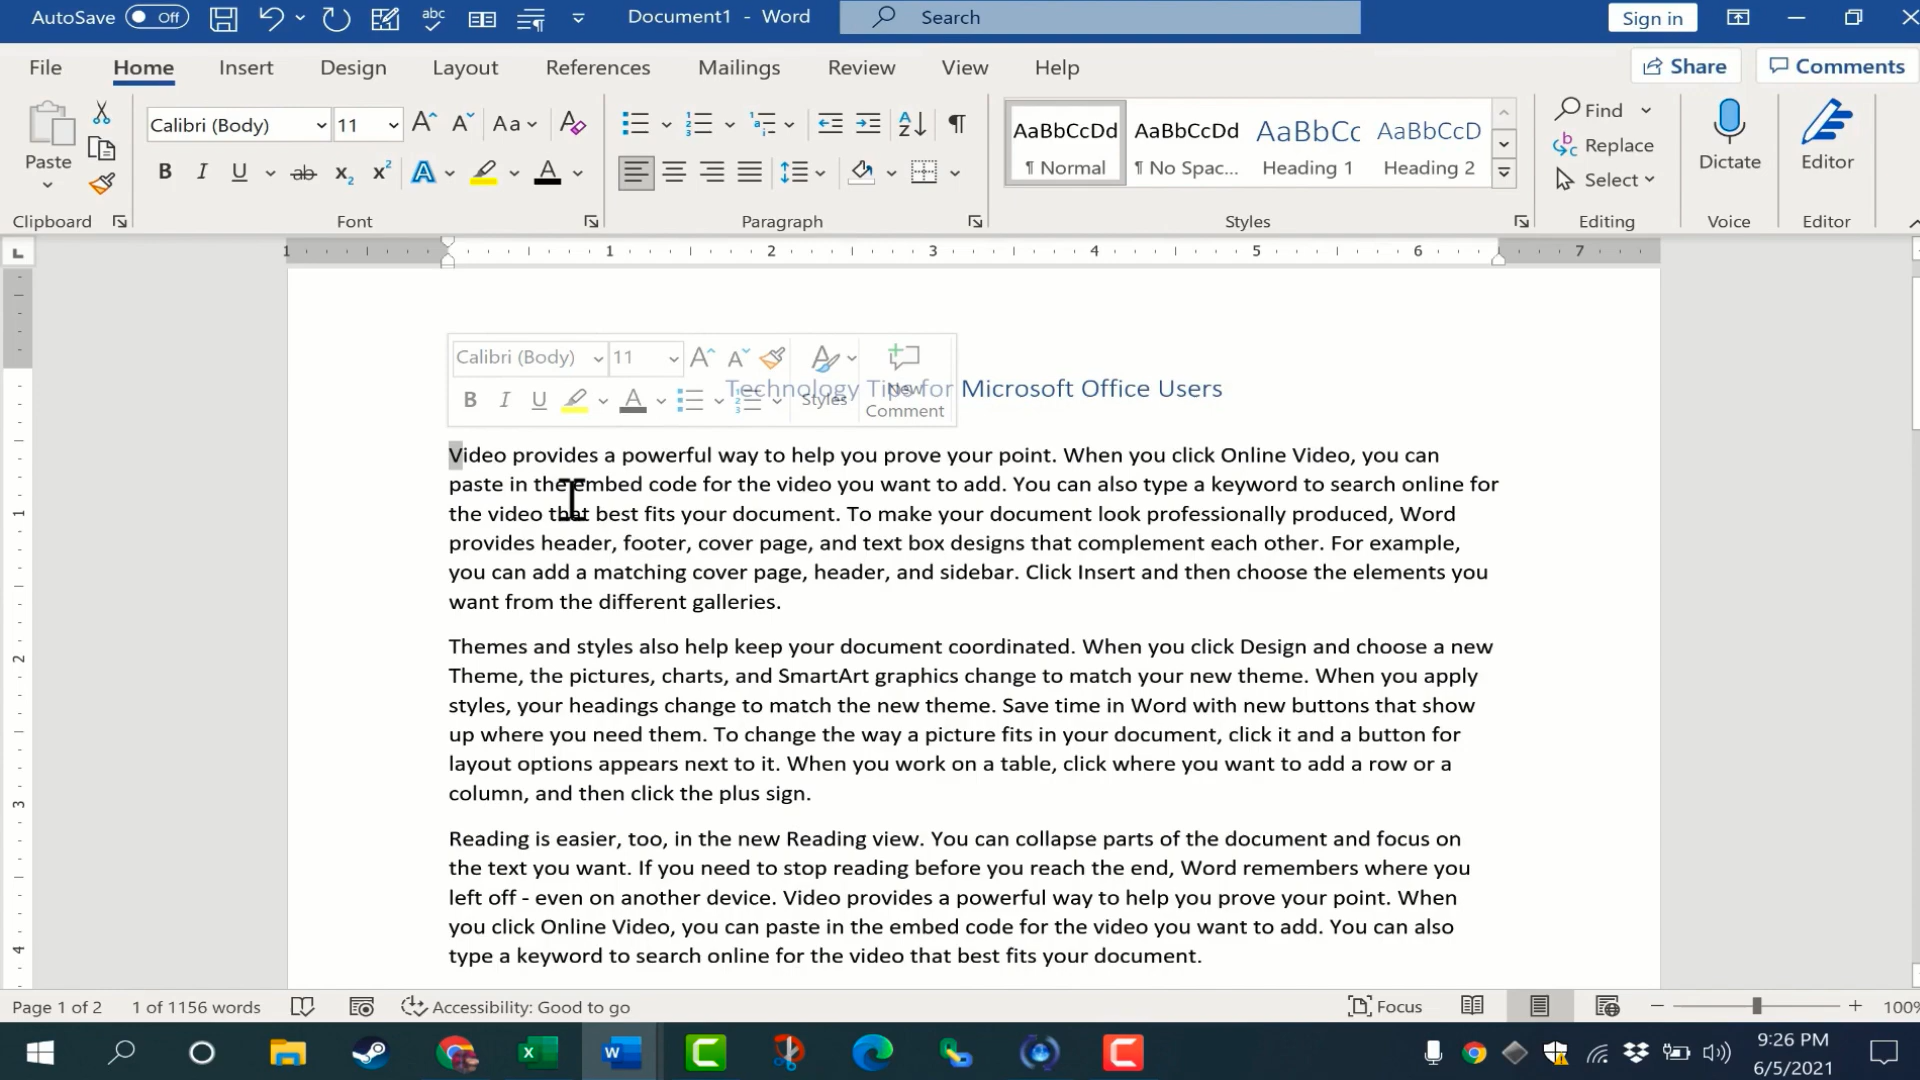 AutoSave Off Document1 - Word Search Sign in
File Home Insert Design Layout References Mailings Review View Help Share Comments
Calibri (Body) 11 Aa AaBbCcDd AaBbCcDd AaBbCc AaBbCcD Find
Paste Replace
¶ Normal ¶ No Spac... Heading 1 Heading 2 Select Dictate Editor
Clipboard Font Paragraph Styles Editing Voice Editor
1 1 2 3 4 5 6 7
Calibri (Body) 11
Technology Tips for Microsoft Office Users
B I U Styles New Comment
Video provides a powerful way to help you prove your point. When you click Online Video, you can
paste in the embed code for the video you want to add. You can also type a keyword to search online for
the video that best fits your document. To make your document look professionally produced, Word
provides header, footer, cover page, and text box designs that complement each other. For example,
you can add a matching cover page, header, and sidebar. Click Insert and then choose the elements you
want from the different galleries.
Themes and styles also help keep your document coordinated. When you click Design and choose a new
Theme, the pictures, charts, and SmartArt graphics change to match your new theme. When you apply
styles, your headings change to match the new theme. Save time in Word with new buttons that show
up where you need them. To change the way a picture fits in your document, click it and a button for
layout options appears next to it. When you work on a table, click where you want to add a row or a
column, and then click the plus sign.
Reading is easier, too, in the new Reading view. You can collapse parts of the document and focus on
the text you want. If you need to stop reading before you reach the end, Word remembers where you
left off - even on another device. Video provides a powerful way to help you prove your point. When
you click Online Video, you can paste in the embed code for the video you want to add. You can also
type a keyword to search online for the video that best fits your document.
Page 1 of 2 1 of 1156 words Accessibility: Good to go Focus 100%
9:26 PM
6/5/2021